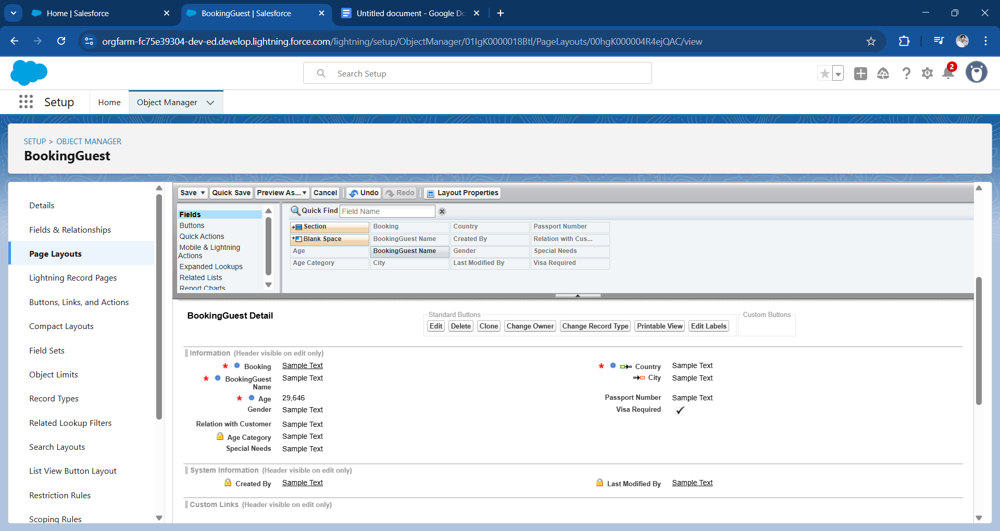 Home | Salesforce
BookingGuest | Salesforce
Untitled document - Google Do
orgfarm-fc75e39304-dev-ed.develop.lightning.force.com/lightning/setup/ObjectManager/01IgK0000018Btl/PageLayouts/00hgK000004R4ejQAC/view
Search Setup
2
Setup
Home
Object Manager
SETUP > OBJECT MANAGER
BookingGuest
Details
Fields & Relationships
Page Layouts
Lightning Record Pages
Buttons, Links, and Actions
Compact Layouts
Field Sets
Object Limits
Record Types
Related Lookup Filters
Search Layouts
List View Button Layout
Restriction Rules
Scoping Rules
Save Quick Save Preview As... Cancel Undo Redo Layout Properties
Fields
Buttons
Quick Actions
Mobile & Lightning
Actions
Expanded Lookups
Related Lists
Report Charts
Quick Find Field Name
Section Booking Country Passport Number
Blank Space BookingGuest Name Created By Relation with Cus...
Age BookingGuest Name Gender Special Needs
Age Category City Last Modified By Visa Required
BookingGuest Detail
Standard Buttons
Edit Delete Clone Change Owner Change Record Type Printable View Edit Labels
Custom Buttons
Information (Header visible on edit only)
* Booking Sample Text * Country Sample Text
* BookingGuest Name Sample Text City Sample Text
* Age 29,646 Passport Number Sample Text
Gender Sample Text Visa Required
Relation with Customer Sample Text
Age Category Sample Text
Special Needs Sample Text
System Information (Header visible on edit only)
Created By Sample Text Last Modified By Sample Text
Custom Links (Header visible on edit only)